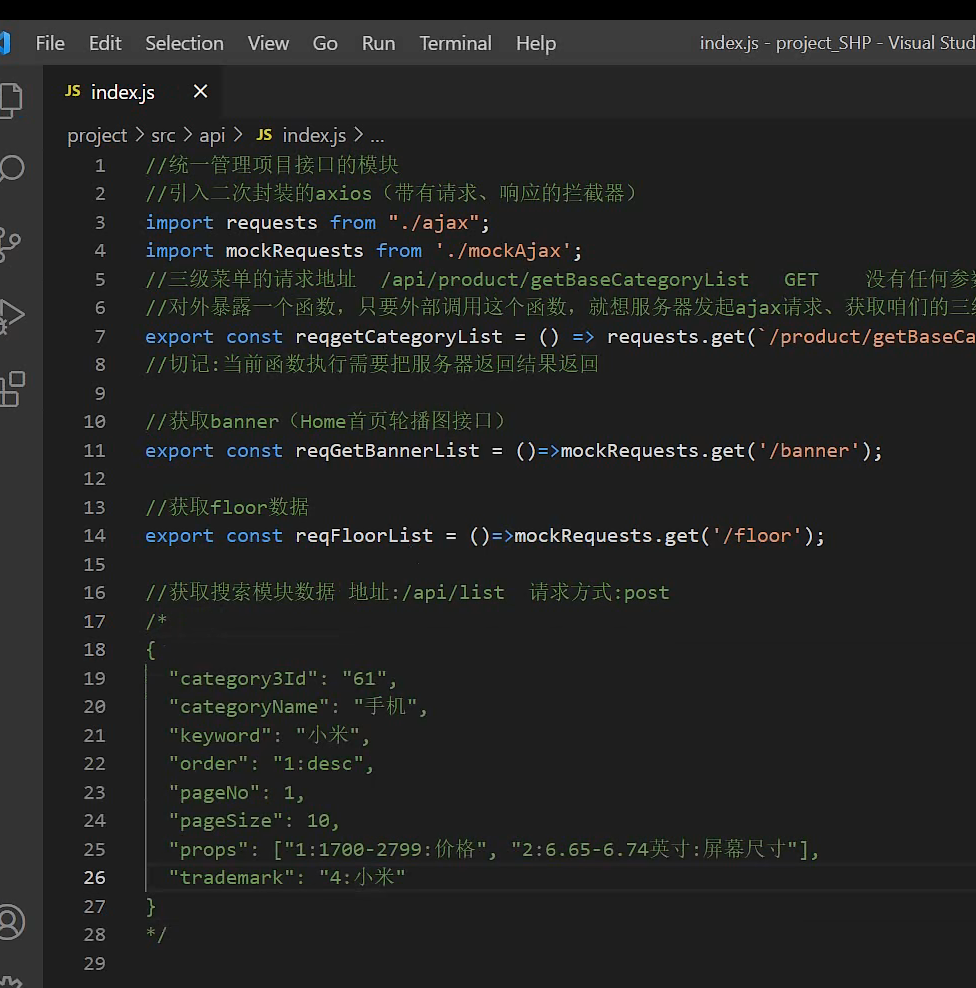 File Edit Selection View Go Run Terminal Help index.js - project_SHP - Visual Stud
JS index.js ×
project > src > api > JS index.js > ...
1 //统一管理项目接口的模块
2 //引入二次封装的axios（带有请求、响应的拦截器）
3 import requests from "./ajax";
4 import mockRequests from './mockAjax';
5 //三级菜单的请求地址  /api/product/getBaseCategoryList   GET    没有任何参数
6 //对外暴露一个函数，只要外部调用这个函数，就想服务器发起ajax请求、获取咱们的三级
7 export const reqgetCategoryList = () => requests.get(`/product/getBaseCa
8 //切记:当前函数执行需要把服务器返回结果返回
9
10 //获取banner（Home首页轮播图接口）
11 export const reqGetBannerList = ()=>mockRequests.get('/banner');
12
13 //获取floor数据
14 export const reqFloorList = ()=>mockRequests.get('/floor');
15
16 //获取搜索模块数据 地址:/api/list  请求方式:post
17 /*
18 {
19   "category3Id": "61",
20   "categoryName": "手机",
21   "keyword": "小米",
22   "order": "1:desc",
23   "pageNo": 1,
24   "pageSize": 10,
25   "props": ["1:1700-2799:价格", "2:6.65-6.74英寸:屏幕尺寸"],
26   "trademark": "4:小米"
27 }
28 */
29